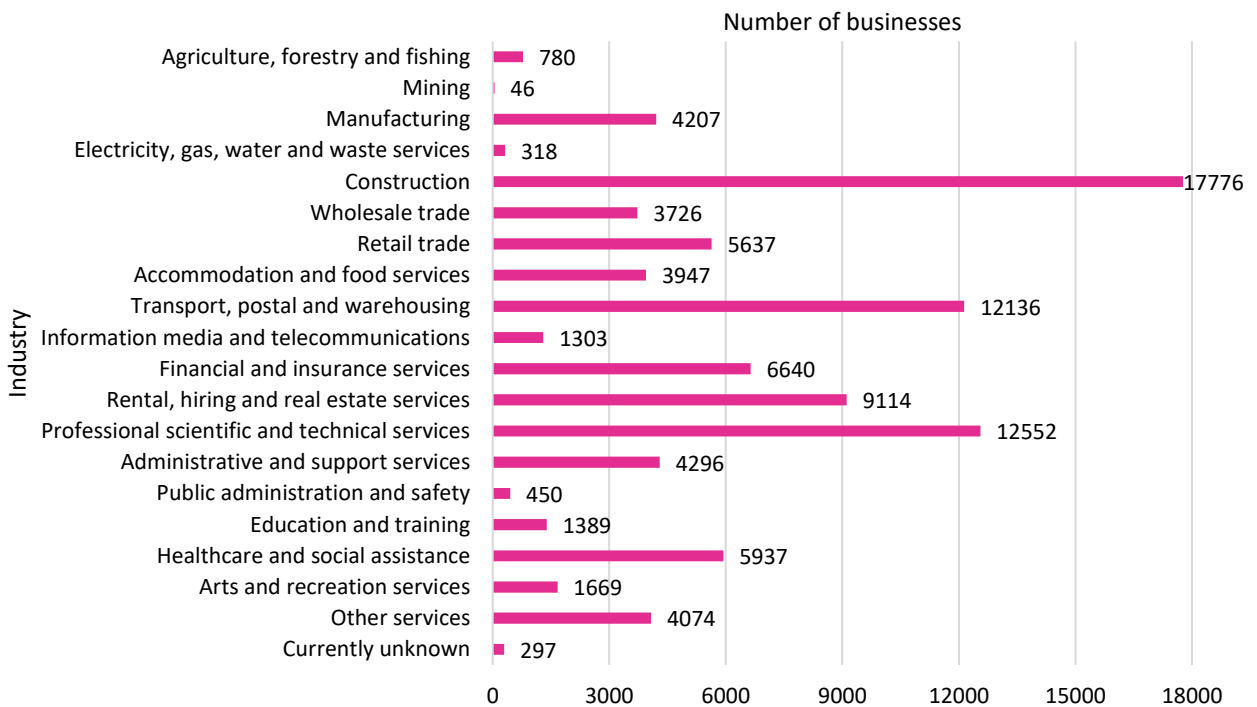 Number of businesses
Agriculture, forestry and fishing 780
Mining 46
Manufacturing 4207
Electricity, gas, water and waste services 318
Construction 17776
Wholesale trade 3726
Retail trade 5637
Accommodation and food services 3947
Transport, postal and warehousing 12136
Information media and telecommunications 1303
Financial and insurance services 6640
Rental, hiring and real estate services 9114
Professional scientific and technical services 12552
Administrative and support services 4296
Public administration and safety 450
Education and training 1389
Healthcare and social assistance 5937
Arts and recreation services 1669
Other services 4074
Currently unknown 297
Industry
0 3000 6000 9000 12000 15000 18000